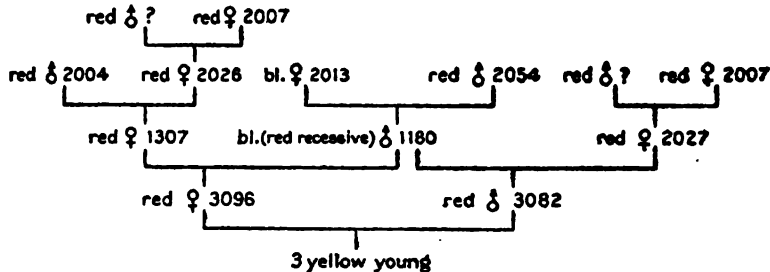 red ♂ ? red ♀ 2007
red ♂ 2004 red ♀ 2026 bl. ♀ 2013 red ♂ 2054 red ♂ ? red ♀ 2007
red ♀ 1307 bl. (red recessive) ♂ 1180 red ♀ 2027
red ♀ 3096 red ♂ 3082
3 yellow young